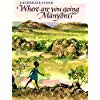 CATHERINE STOCK
Where are you going
Manyoni?